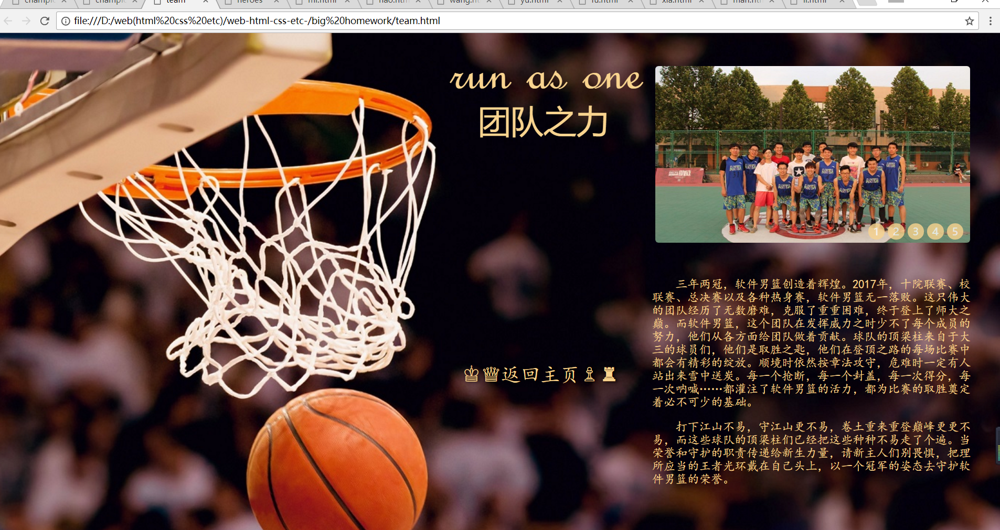 team
heroes
file:///D:/web(html%20css%20etc)/web-html-css-etc-/big%20homework/team.html
run as one
团队之力
1 2 3 4 5
三年两冠，软件男篮创造着辉煌。2017年，十院联赛、校
联赛、总决赛以及各种热身赛，软件男篮无一落败。这只伟大
的团队经历了无数磨难，克服了重重困难，终于登上了师大之
巅。而软件男篮，这个团队在发挥威力之时少不了每个成员的
努力，他们从各方面给团队做着贡献。球队的顶梁柱来自于大
三的球员们，他们是取胜之匙，他们在登顶之路的每场比赛中
都会有精彩的绽放。顺境时依然按章法攻守，危难时一定有人
站出来雪中送炭。每一个抢断，每一个封盖，每一次得分，每
一次呐喊……都灌注了软件男篮的活力，都为比赛的取胜奠定
着必不可少的基础。
♔♕返回主页♙♜
打下江山不易，守江山更不易，卷土重来重登巅峰更更不
易，而这些球队的顶梁柱们已经把这些种种不易走了个遍。当
荣誉和守护的职责传递给新生力量，请新主人们别畏惧，把理
所应当的王者光环戴在自己头上，以一个冠军的姿态去守护软
件男篮的荣誉。